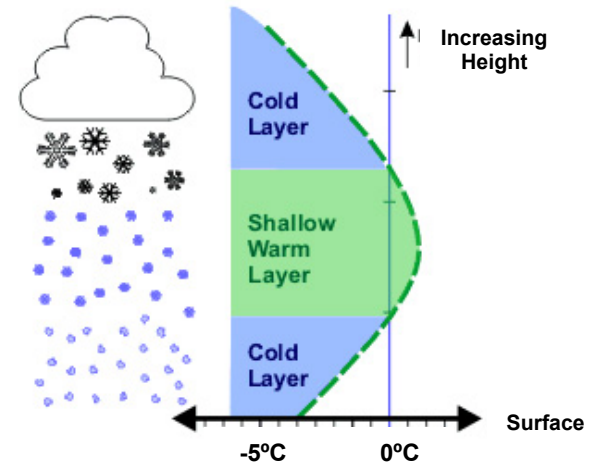 Increasing
Height
Cold
Layer
Shallow
Warm
Layer
Cold
Layer
Surface
-5ºC
0ºC